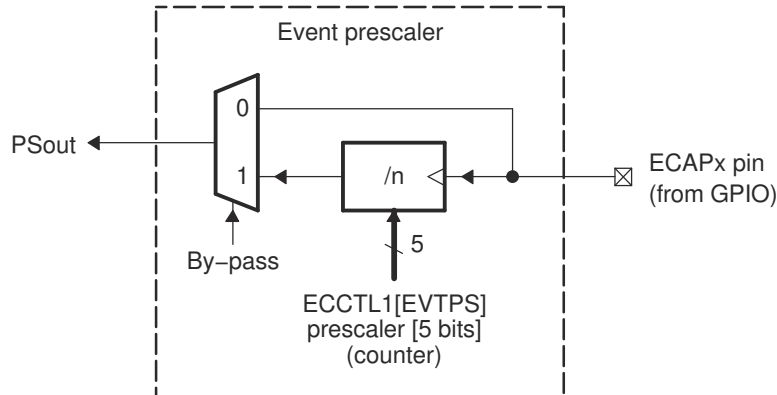 Event prescaler
0
PSout
ECAPx pin
(from GPIO)
1
/n
5
By−pass
ECCTL1[EVTPS]
prescaler [5 bits]
(counter)